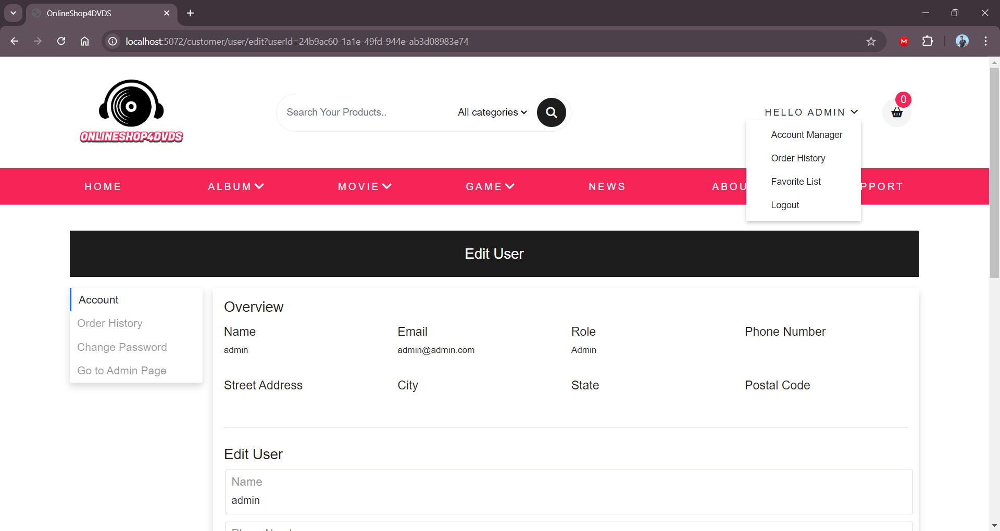 OnlineShop4DVDS
localhost:5072/customer/user/edit?userId=24b9ac60-1a1e-49fd-944e-ab3d08983e74
ONLINESHOP4DVDS
Search Your Products..
All categories
HELLO ADMIN
0
Account Manager
Order History
Favorite List
Logout
HOME
ALBUM
MOVIE
GAME
NEWS
ABOU
PPORT
Edit User
Account
Order History
Change Password
Go to Admin Page
Overview
Name
Email
Role
Phone Number
admin
admin@admin.com
Admin
Street Address
City
State
Postal Code
Edit User
Name
admin